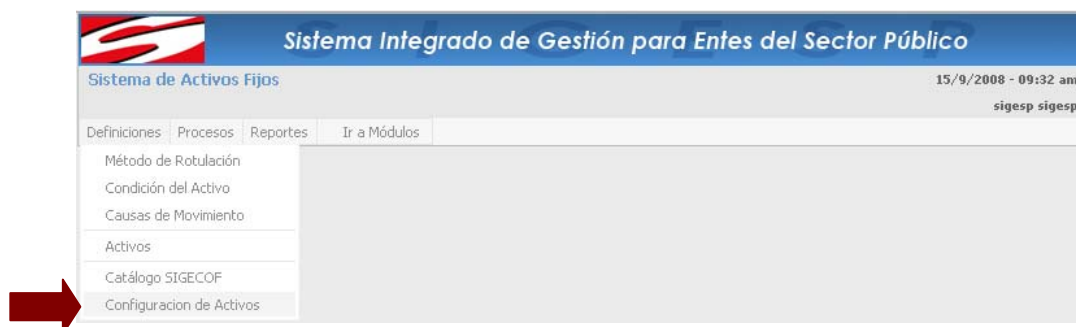 Sistema Integrado de Gestión para Entes del Sector Público
Sistema de Activos Fijos
15/9/2008 - 09:32 am
sigesp sigesp
Definiciones Procesos Reportes Ir a Módulos
Método de Rotulación
Condición del Activo
Causas de Movimiento
Activos
Catálogo SIGECOF
Configuracion de Activos